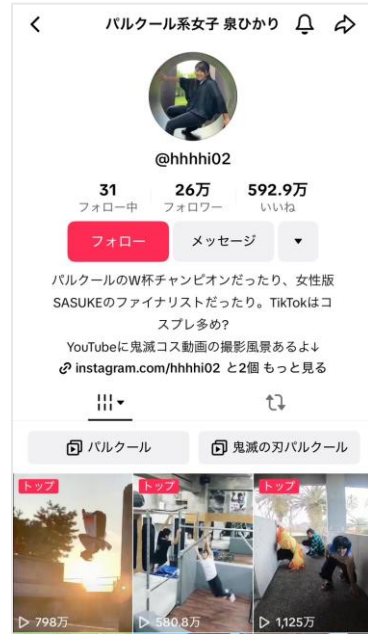 パルクール系女子 泉ひかり
@hhhhi02
31 26万 592.9万
フォロー中 フォロワー いいね
フォロー メッセージ
パルクールのW杯チャンピオンだったり、女性版
SASUKEのファイナリストだったり。TikTokはコ
スプレ多め?
YouTubeに鬼滅コス動画の撮影風景あるよ↓
instagram.com/hhhhi02 と2個 もっと見る
パルクール 鬼滅の刃パルクール
トップ トップ トップ
798万 580.8万 1,125万